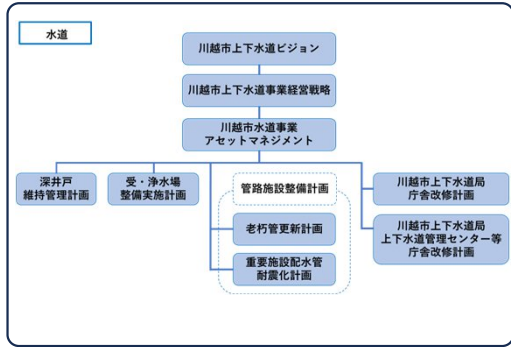 水道
川越市上下水道ビジョン
川越市上下水道事業経営戦略
川越市水道事業
アセットマネジメント
深井戸
維持管理計画
受・浄水場
整備実施計画
管路施設整備計画
老朽管更新計画
重要施設配水管
耐震化計画
川越市上下水道局
庁舎改修計画
川越市上下水道局
上下水道管理センター等
庁舎改修計画